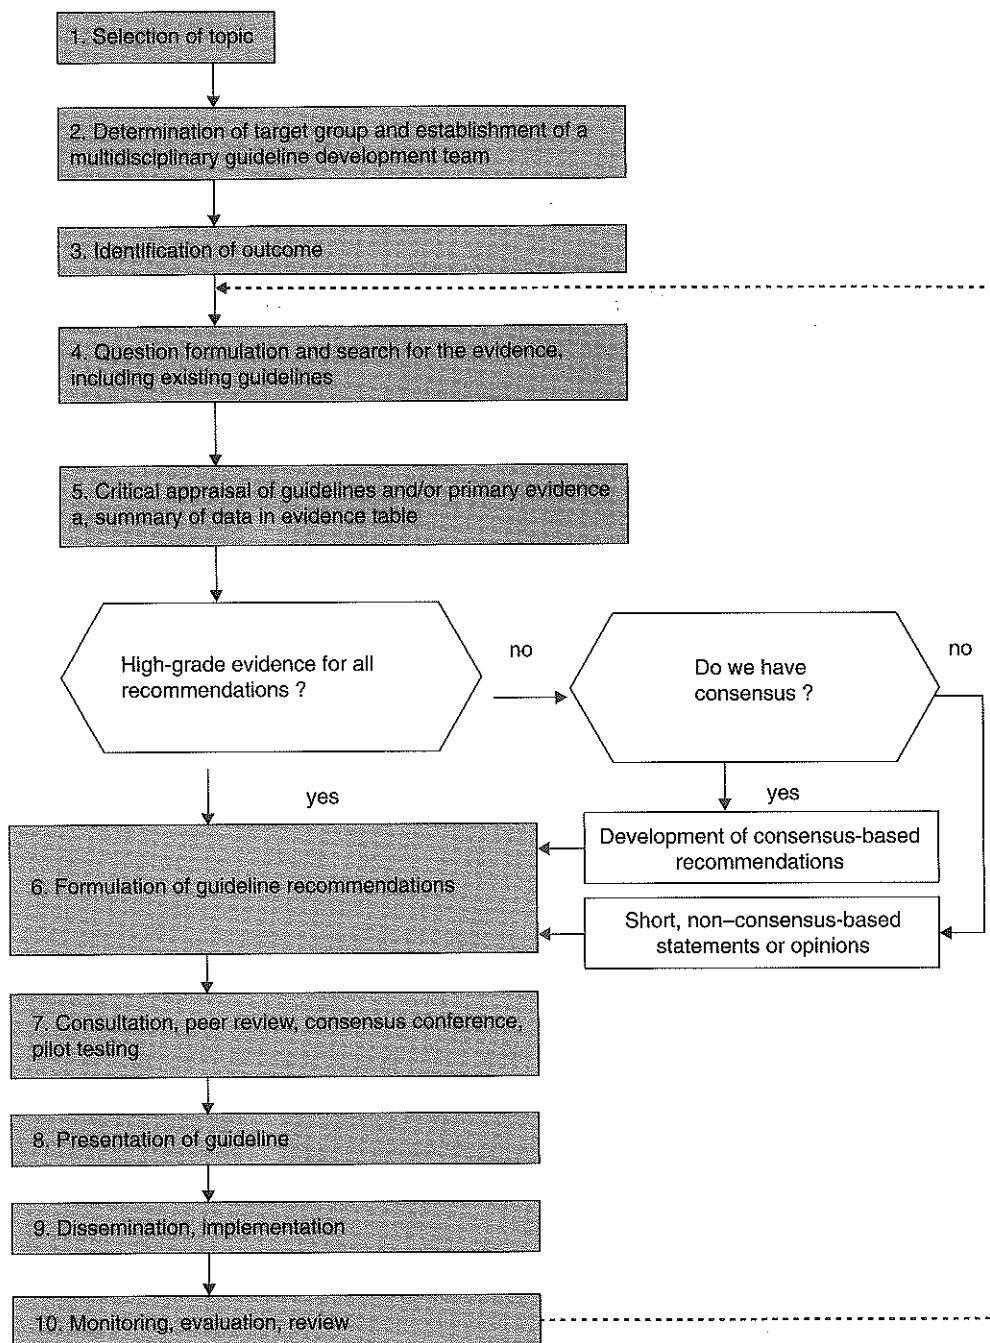 1. Selection of topic
2. Determination of target group and establishment of a
multidisciplinary guideline development team
3. Identification of outcome
4. Question formulation and search for the evidence,
including existing guidelines
5. Critical appraisal of guidelines and/or primary evidence
a, summary of data in evidence table
High-grade evidence for all
recommendations ?
no
Do we have
consensus ?
no
yes
yes
Development of consensus-based
recommendations
Short, non–consensus-based
statements or opinions
6. Formulation of guideline recommendations
7. Consultation, peer review, consensus conference,
pilot testing
8. Presentation of guideline
9. Dissemination, implementation
10. Monitoring, evaluation, review